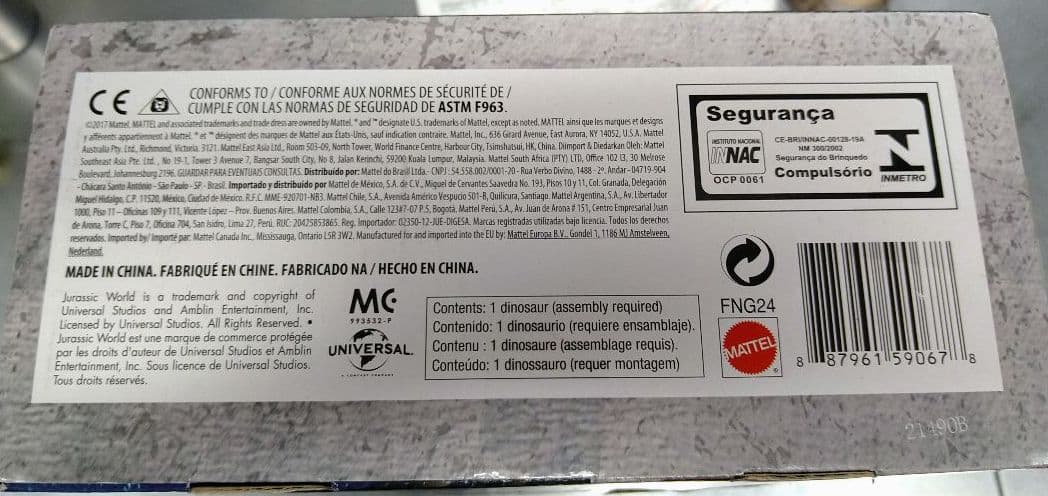 CE
CONFORMS TO / CONFORME AUX NORMES DE SÉCURITÉ DE /
CUMPLE CON LAS NORMAS DE SEGURIDAD DE ASTM F963.
©2017 Mattel. MATTEL and associated trademarks and trade dress are owned by Mattel. ® and ™ designate U.S. trademarks of Mattel, except as noted. MATTEL ainsi que les marques et designs
y afférents appartiennent à Mattel. ® et ™ désignent des marques de Mattel aux États-Unis, sauf indication contraire. Mattel, Inc., 636 Girard Avenue, East Aurora, NY 14052, U.S.A. Mattel
Australia Pty. Ltd., Richmond, Victoria. 3121. Mattel East Asia Ltd., Room 503-09, North Tower, World Finance Centre, Harbour City, Tsimshatsui, HK, China. Diimport & Diedarkan Oleh: Mattel
Southeast Asia Pte. Ltd., No 19-1, Tower 3 Avenue 7, Bangsar South City, No 8, Jalan Kerinchi, 59200 Kuala Lumpur, Malaysia. Mattel South Africa (PTY) LTD, Office 102 I3, 30 Melrose
Boulevard, Johannesburg 2196. GUARDAR PARA EVENTUAIS CONSULTAS. Distribuído por: Mattel do Brasil Ltda. - CNPJ : 54.558.002/0001-20 - Rua Verbo Divino, 1488 - 2º. Andar - 04719-904
- Chácara Santo Antônio - São Paulo - SP - Brasil. Importado y distribuido por Mattel de México, S.A. de C.V., Miguel de Cervantes Saavedra No. 193, Pisos 10 y 11, Col. Granada, Delegación
Miguel Hidalgo, C.P. 11520, México, Ciudad de México. R.F.C. MME-920701-NB3. Mattel Chile, S.A., Avenida Américo Vespucio 501-B, Quilicura, Santiago. Mattel Argentina, S.A., Av. Libertador
1000, Piso 11 – Oficinas 109 y 111, Vicente López – Prov. Buenos Aires. Mattel Colombia, S.A., Calle 123#7-07 P.5, Bogotá. Mattel Perú, S.A., Av. Juan de Arona # 151, Centro Empresarial Juan
de Arona, Torre C, Piso 7, Oficina 704, San Isidro, Lima 27, Perú. RUC: 20425853865. Reg. Importador: 02350-12-JUE-DIGESA. Marcas registradas utilizadas bajo licencia. Todos los derechos
reservados. Imported by/ Importé par: Mattel Canada Inc., Mississauga, Ontario L5R 3W2. Manufactured for and imported into the EU by: Mattel Europa B.V., Gondel 1, 1186 MJ Amstelveen,
Nederland.
MADE IN CHINA. FABRIQUÉ EN CHINE. FABRICADO NA / HECHO EN CHINA.
Jurassic World is a trademark and copyright of
Universal Studios and Amblin Entertainment, Inc.
Licensed by Universal Studios. All Rights Reserved. •
Jurassic World est une marque de commerce protégée
par les droits d'auteur de Universal Studios et Amblin
Entertainment, Inc. Sous licence de Universal Studios.
Tous droits réservés.
MC
993532-P
UNIVERSAL
A COMCAST COMPANY
Contents: 1 dinosaur (assembly required)
Contenido: 1 dinosaurio (requiere ensamblaje).
Contenu : 1 dinosaure (assemblage requis).
Conteúdo: 1 dinossauro (requer montagem)
Segurança
INSTITUTO NACIONAL
INNAC
OCP 0061
CE-BRI/INNAC-00128-19A
NM 300/2002
Segurança do Brinquedo
Compulsório
INMETRO
FNG24
MATTEL
8 87961 59067 8
21490B